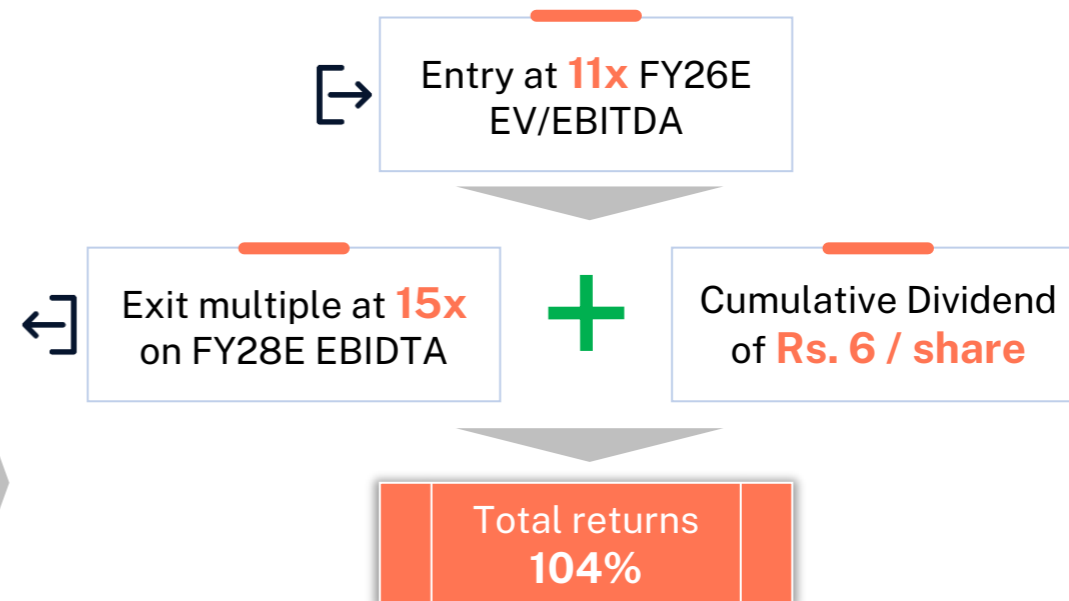 Entry at 11x FY26E
EV/EBITDA
Exit multiple at 15x
on FY28E EBIDTA
Cumulative Dividend
of Rs. 6 / share
Total returns
104%